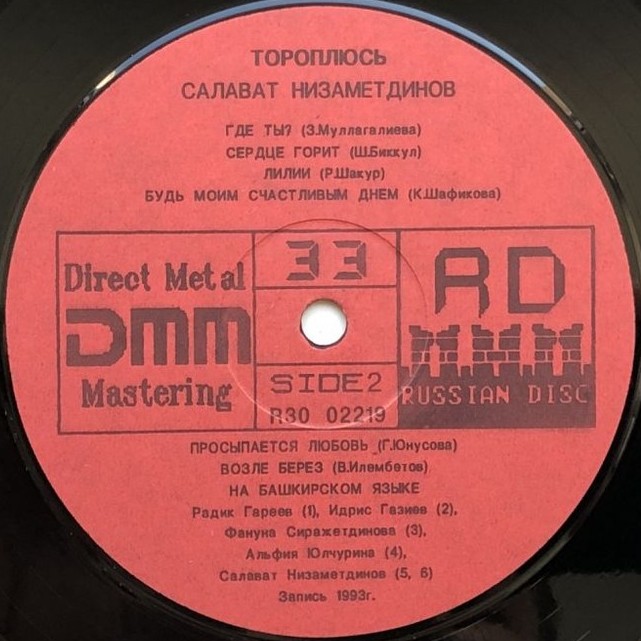 ТОРОПЛЮСЬ
САЛАВАТ НИЗАМЕТДИНОВ
ГДЕ ТЫ? (З.Муллагалиева)
СЕРДЦЕ ГОРИТ (Ш.Биккул)
ЛИЛИИ (Р.Шакур)
БУДЬ МОИМ СЧАСТЛИВЫМ ДНЕМ (К.Шафикова)
Direct Metal
DMM
Mastering
33
SIDE2
R30 02219
RD
RUSSIAN DISC
ПРОСЫПАЕТСЯ ЛЮБОВЬ (Г.Юнусова)
ВОЗЛЕ БЕРЕЗ (В.Илембетов)
НА БАШКИРСКОМ ЯЗЫКЕ
Радик Гареев (1), Идрис Газиев (2),
Фануна Сиражетдинова (3),
Альфия Юлчурина (4),
Салават Низаметдинов (5, 6)
Запись 1993г.